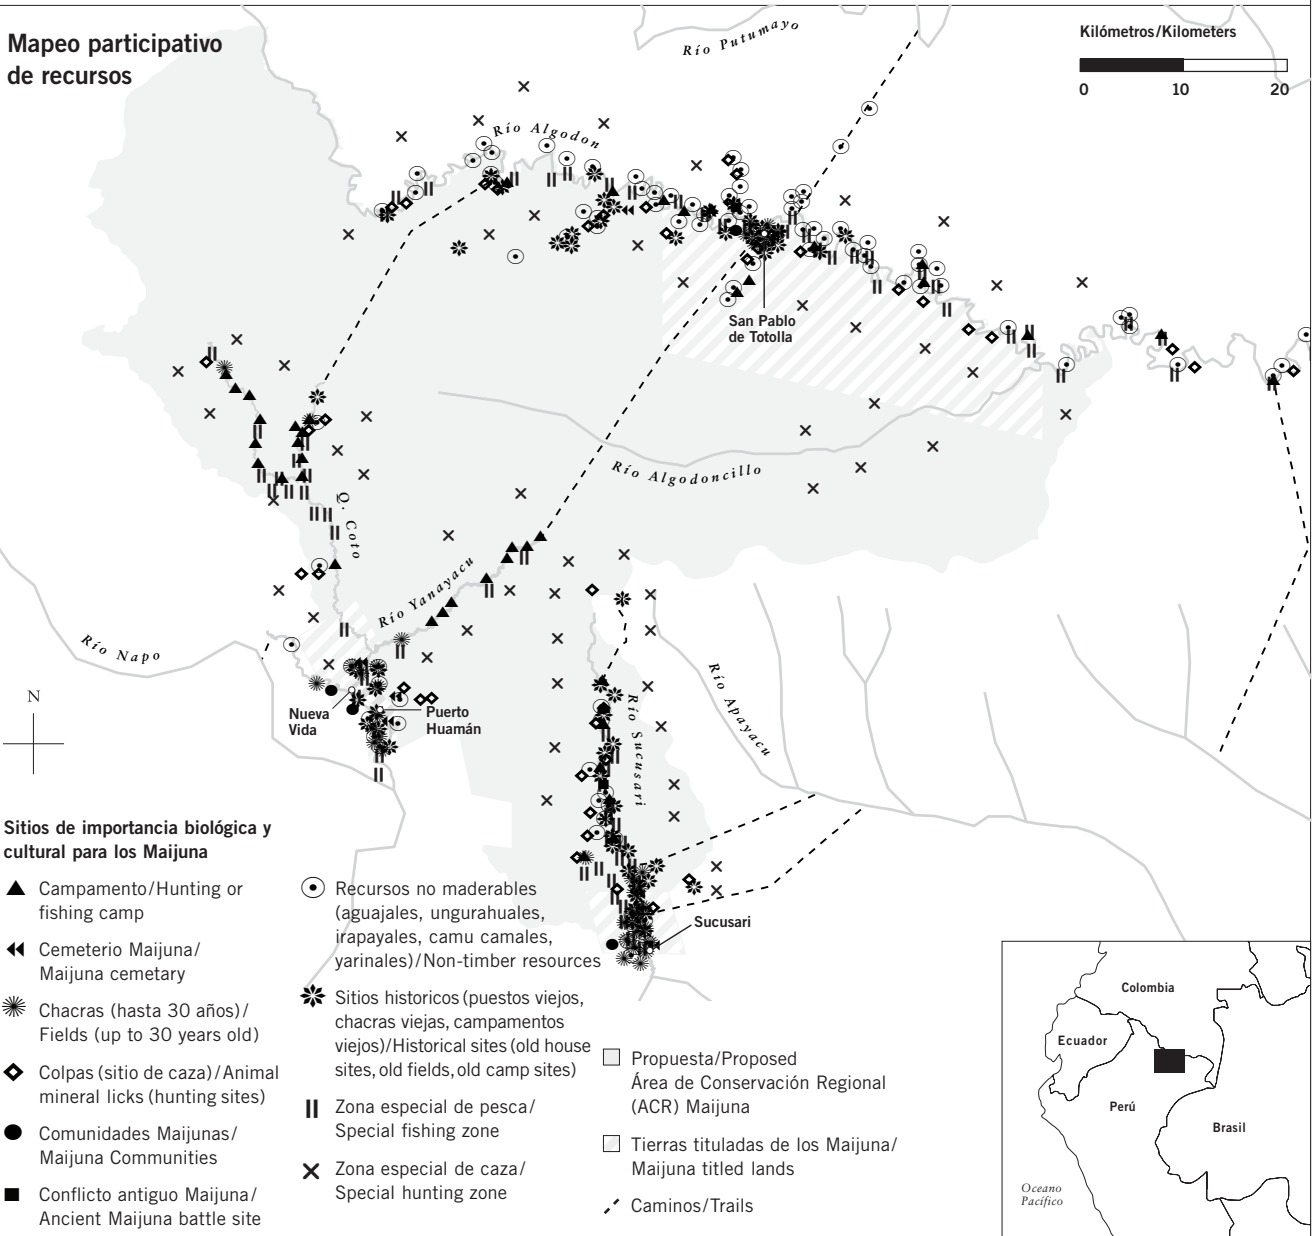 Mapeo participativo
de recursos
Río Putumayo
Kilómetros/Kilometers
0 10 20
Río Algodon
San Pablo
de Totolla
Río Algodoncillo
Q. Coto
Río Yanayacu
Río Napo
Río Apayacu
Río Sucusari
N
Nueva
Vida
Puerto
Huamán
Sucusari
Sitios de importancia biológica y
cultural para los Maijuna
Campamento/Hunting or
fishing camp
Cemeterio Maijuna/
Maijuna cemetary
Chacras (hasta 30 años)/
Fields (up to 30 years old)
Colpas (sitio de caza)/Animal
mineral licks (hunting sites)
Comunidades Maijunas/
Maijuna Communities
Conflicto antiguo Maijuna/
Ancient Maijuna battle site
Recursos no maderables
(aguajales, ungurahuales,
irapayales, camu camales,
yarinales)/Non-timber resources
Sitios historicos (puestos viejos,
chacras viejas, campamentos
viejos)/Historical sites (old house
sites, old fields, old camp sites)
Zona especial de pesca/
Special fishing zone
Zona especial de caza/
Special hunting zone
Propuesta/Proposed
Área de Conservación Regional
(ACR) Maijuna
Tierras tituladas de los Maijuna/
Maijuna titled lands
Caminos/Trails
Colombia
Ecuador
Perú
Brasil
Oceano
Pacífico